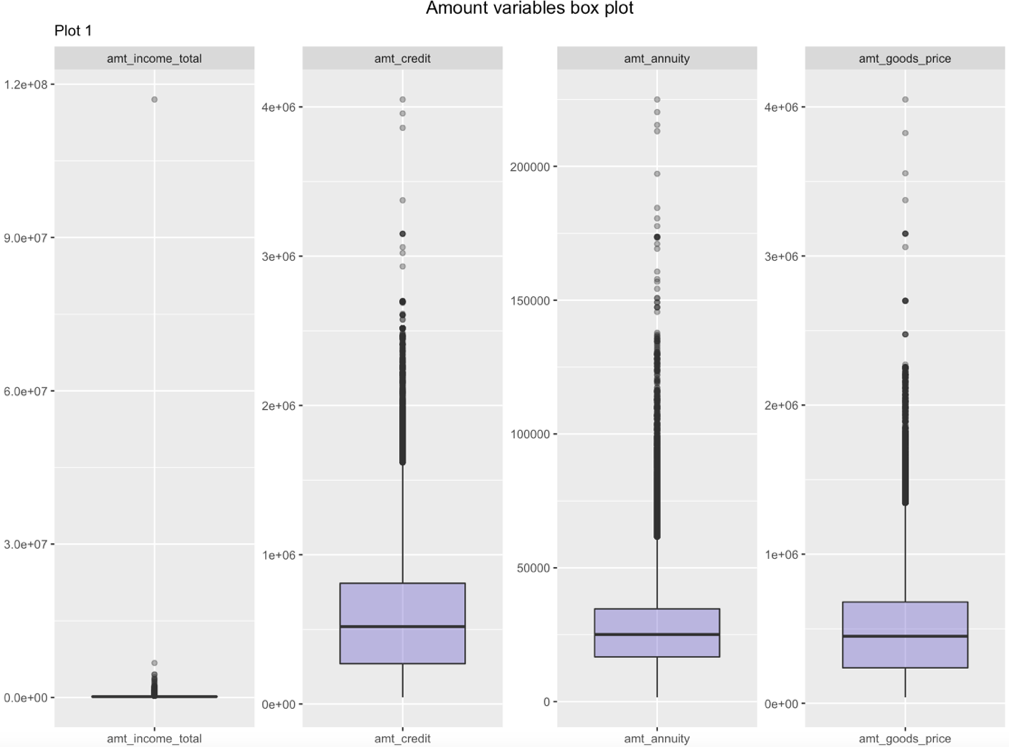 Amount variables box plot
Plot 1
amt_income_total
amt_credit
amt_annuity
amt_goods_price
1.2e+08
9.0e+07
6.0e+07
3.0e+07
0.0e+00
4e+06
3e+06
2e+06
1e+06
0e+00
200000
150000
100000
50000
0
4e+06
3e+06
2e+06
1e+06
0e+00
amt_income_total
amt_credit
amt_annuity
amt_goods_price